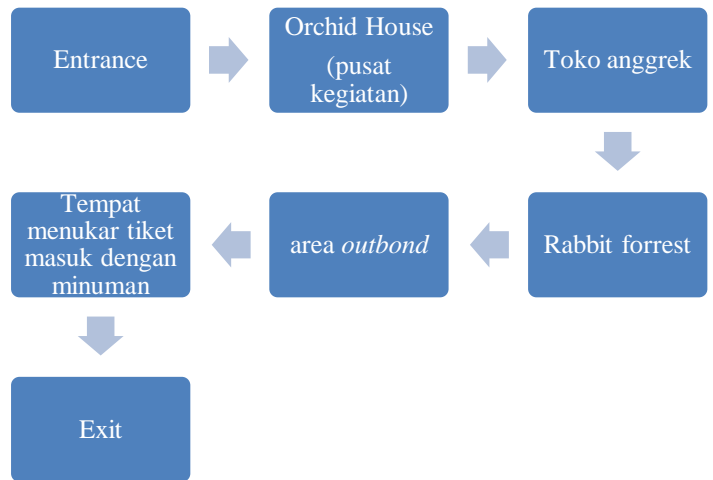 Entrance
Orchid House
(pusat
kegiatan)
Toko anggrek
Rabbit forrest
area outbond
Tempat
menukar tiket
masuk dengan
minuman
Exit